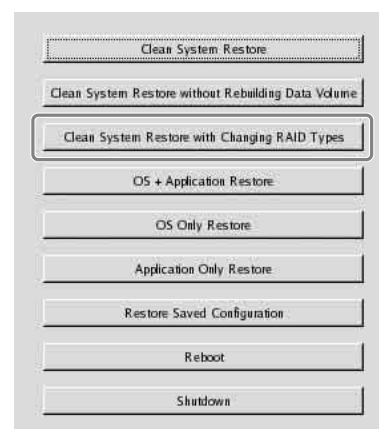 Clean System Restore
Clean System Restore without Rebuilding Data Volume
Clean System Restore with Changing RAID Types
OS + Application Restore
OS Only Restore
Application Only Restore
Restore Saved Configuration
Reboot
Shutdown